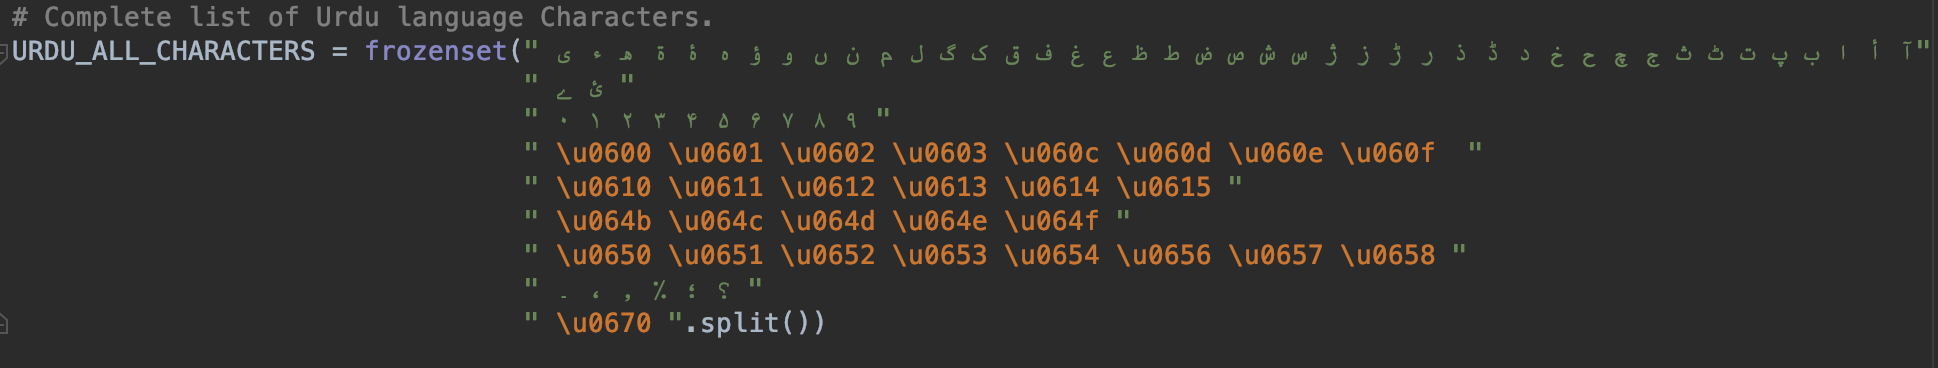 # Complete list of Urdu language Characters.
URDU_ALL_CHARACTERS = frozenset("آ أ ا ب پ ت ٹ ث ج چ ح خ د ڈ ذ ر ڑ ز ژ س ش ص ض ط ظ ع غ ف ق ک گ ل م ن ں و ؤ ہ ۂ ۃ ھ ء ی "
" ئ ے "
" ۰ ۱ ۲ ۳ ۴ ۵ ۶ ۷ ۸ ۹ "
" \u0600 \u0601 \u0602 \u0603 \u060c \u060d \u060e \u060f  "
" \u0610 \u0611 \u0612 \u0613 \u0614 \u0615 "
" \u064b \u064c \u064d \u064e \u064f "
" \u0650 \u0651 \u0652 \u0653 \u0654 \u0656 \u0657 \u0658 "
" ؟ ؛ ٪ , ، ۔ "
" \u0670 ".split())